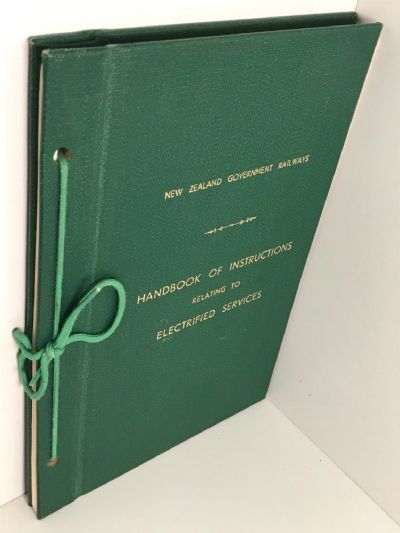 NEW ZEALAND GOVERNMENT RAILWAYS
HANDBOOK OF INSTRUCTIONS
RELATING TO
ELECTRIFIED SERVICES